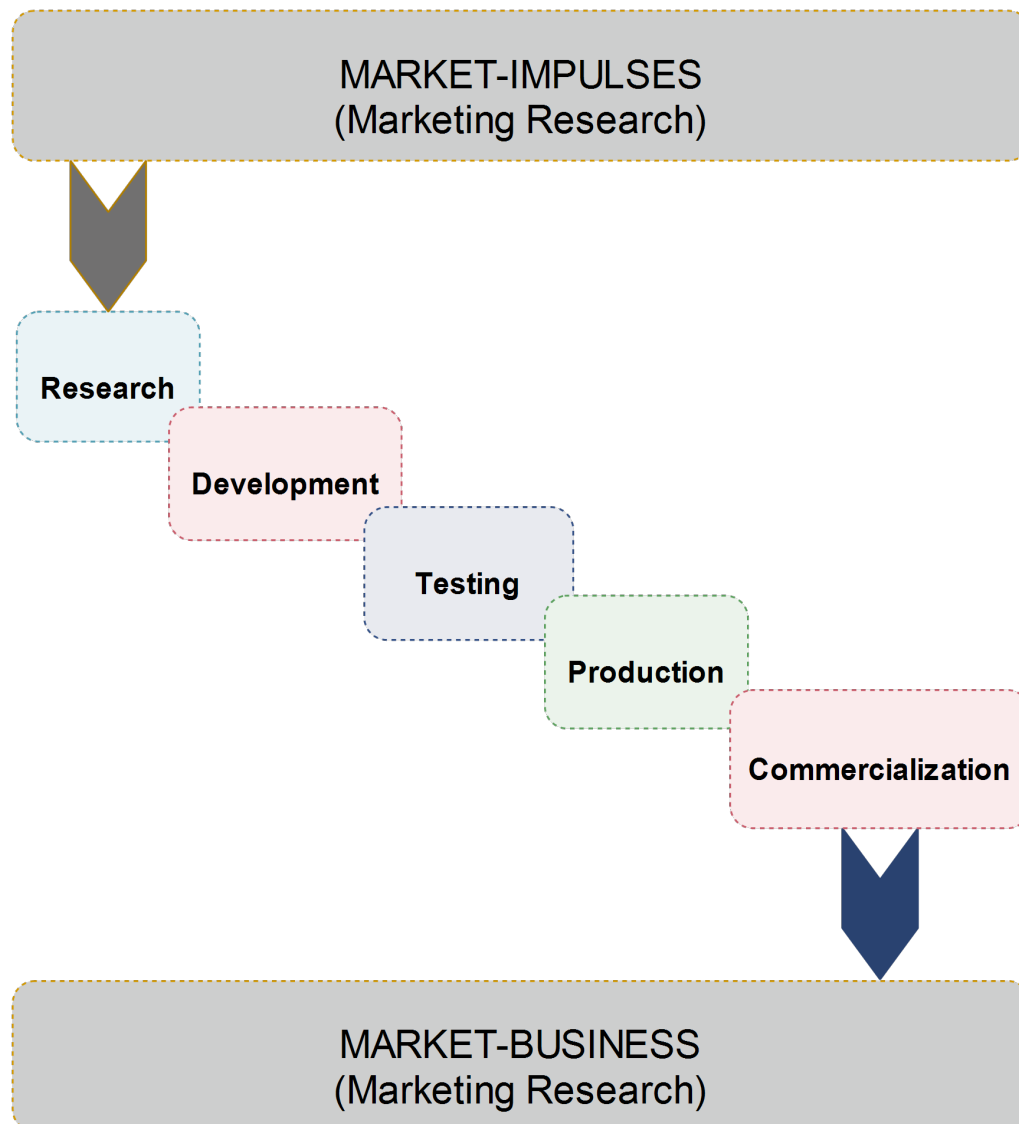 MARKET-IMPULSES
(Marketing Research)
Research
Development
Testing
Production
Commercialization
MARKET-BUSINESS
(Marketing Research)